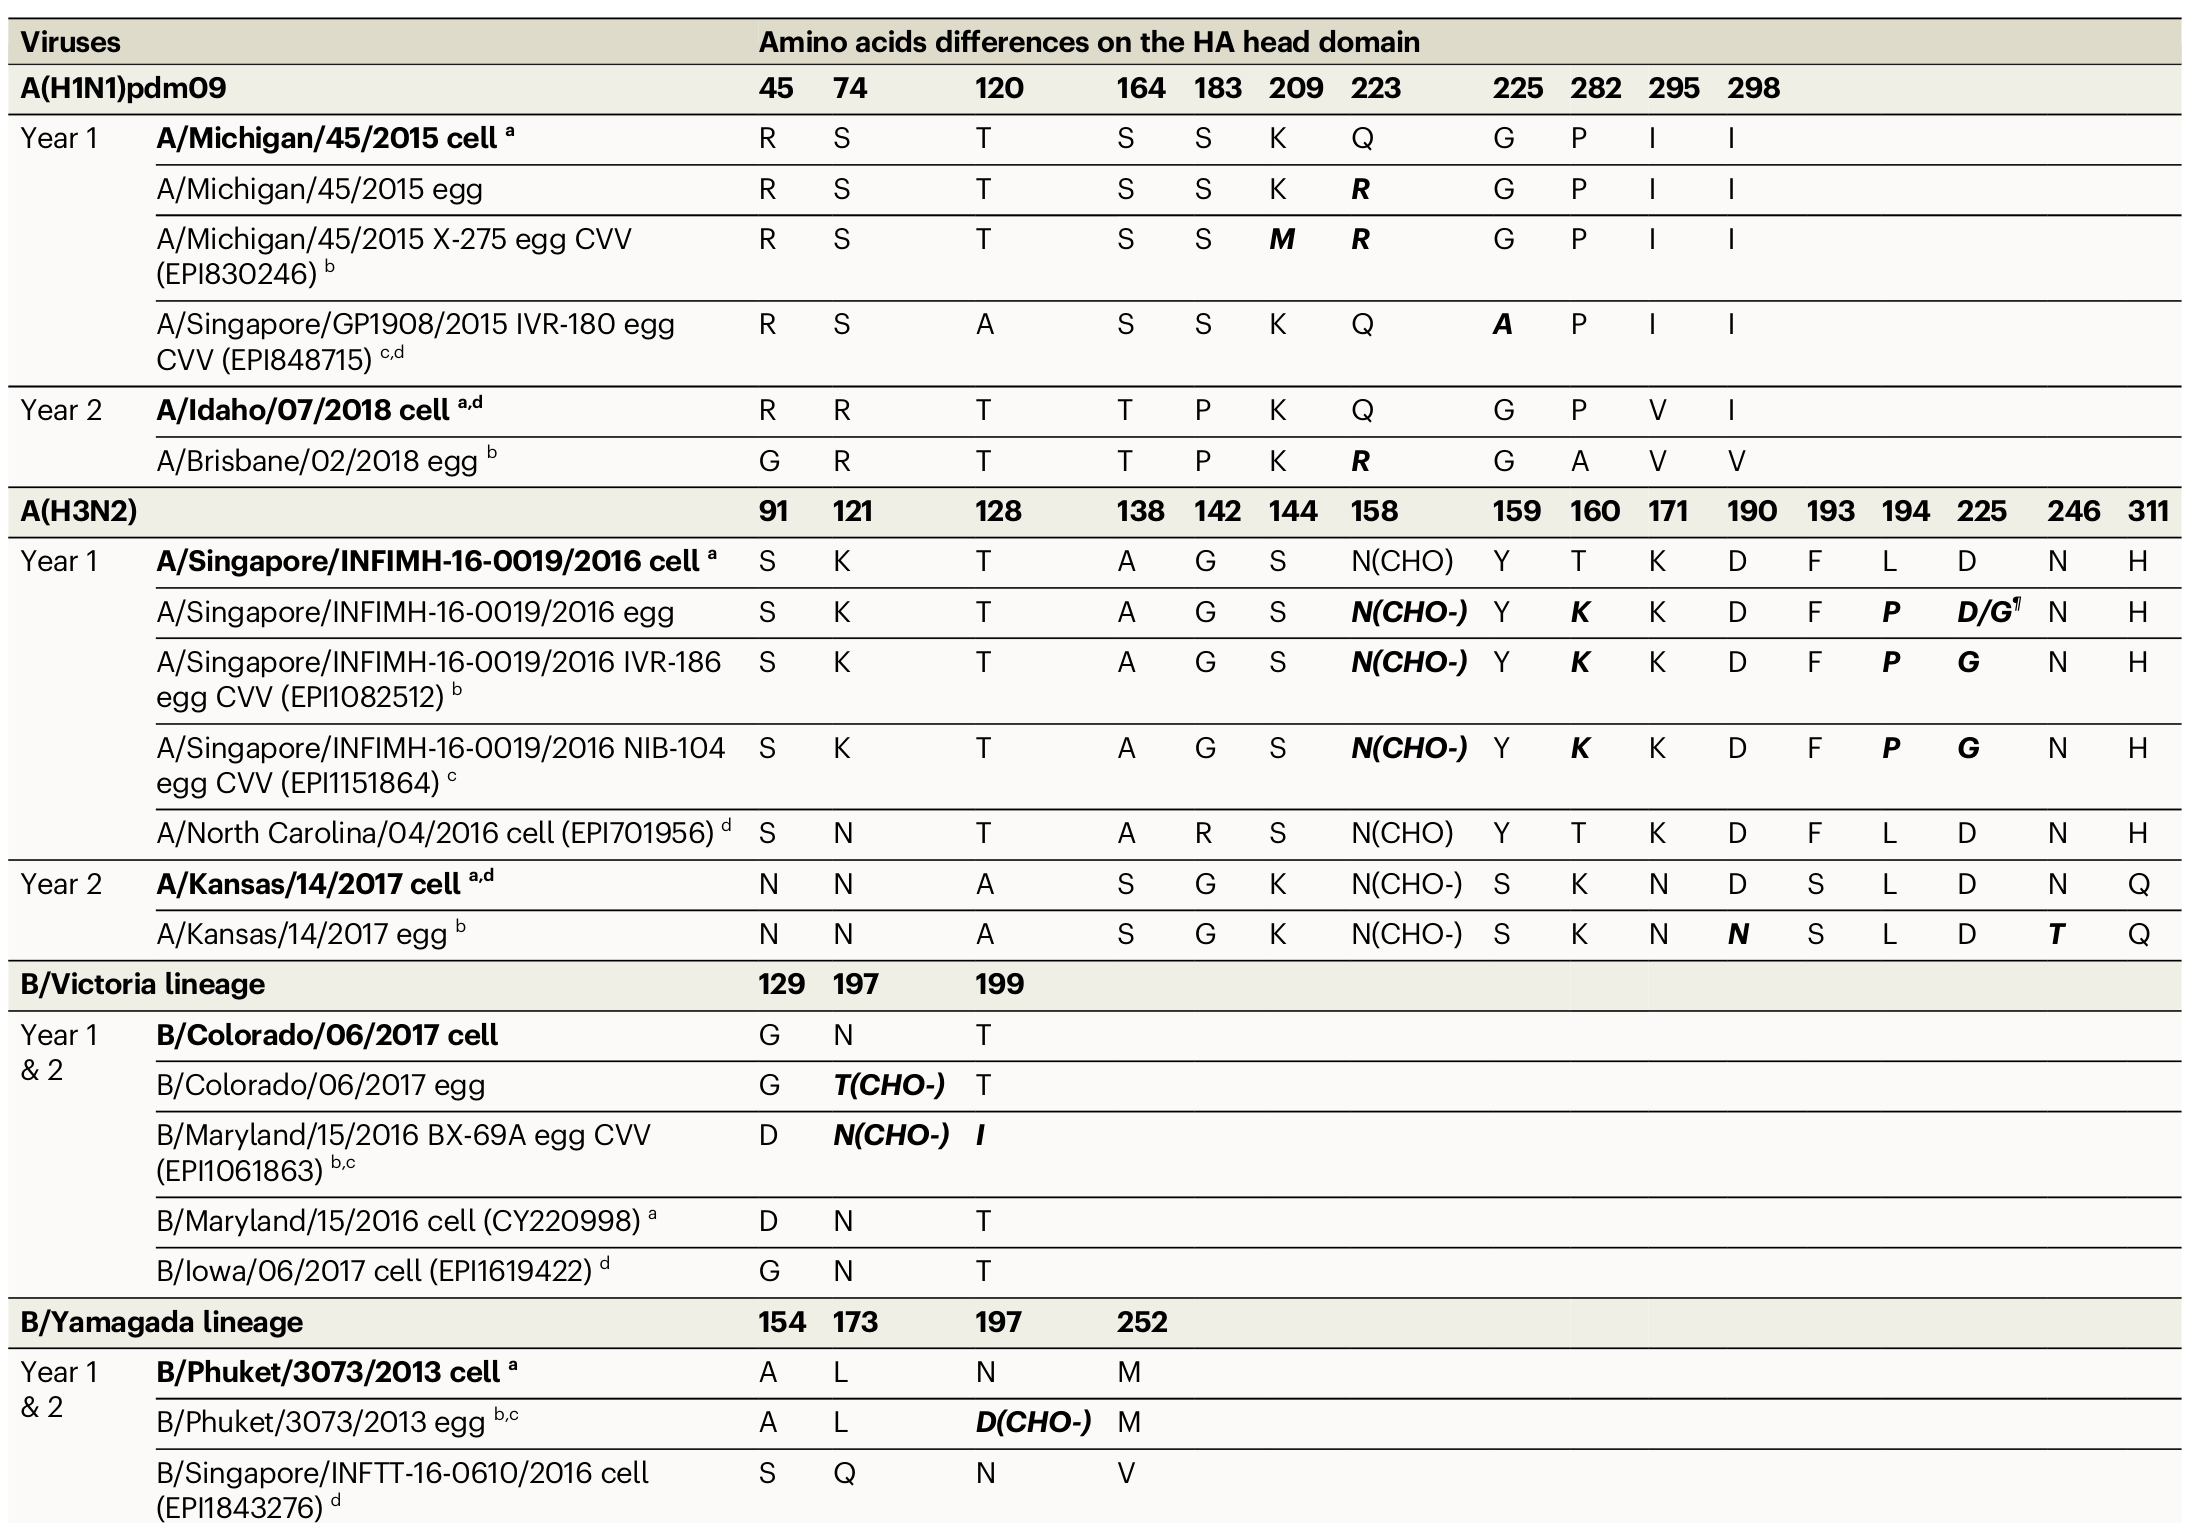 Viruses Amino acids differences on the HA head domain
A(H1N1)pdm09 45 74 120 164 183 209 223 225 282 295 298
Year 1 A/Michigan/45/2015 cell a R S T S S K Q G P I I
A/Michigan/45/2015 egg R S T S S K R G P I I
A/Michigan/45/2015 X-275 egg CVV R S T S S M R G P I I
(EPI830246) b
A/Singapore/GP1908/2015 IVR-180 egg R S A S S K Q A P I I
CVV (EPI848715) c,d
Year 2 A/Idaho/07/2018 cell a,d R R T T P K Q G P V I
A/Brisbane/02/2018 egg b G R T T P K R G A V V
A(H3N2) 91 121 128 138 142 144 158 159 160 171 190 193 194 225 246 311
Year 1 A/Singapore/INFIMH-16-0019/2016 cell a S K T A G S N(CHO) Y T K D F L D N H
A/Singapore/INFIMH-16-0019/2016 egg S K T A G S N(CHO-) Y K K D F P D/G¶ N H
A/Singapore/INFIMH-16-0019/2016 IVR-186 S K T A G S N(CHO-) Y K K D F P G N H
egg CVV (EPI1082512) b
A/Singapore/INFIMH-16-0019/2016 NIB-104 S K T A G S N(CHO-) Y K K D F P G N H
egg CVV (EPI1151864) c
A/North Carolina/04/2016 cell (EPI701956) d S N T A R S N(CHO) Y T K D F L D N H
Year 2 A/Kansas/14/2017 cell a,d N N A S G K N(CHO-) S K N D S L D N Q
A/Kansas/14/2017 egg b N N A S G K N(CHO-) S K N N S L D T Q
B/Victoria lineage 129 197 199
Year 1 B/Colorado/06/2017 cell G N T
& 2
B/Colorado/06/2017 egg G T(CHO-) T
B/Maryland/15/2016 BX-69A egg CVV D N(CHO-) I
(EPI1061863) b,c
B/Maryland/15/2016 cell (CY220998) a D N T
B/Iowa/06/2017 cell (EPI1619422) d G N T
B/Yamagada lineage 154 173 197 252
Year 1 B/Phuket/3073/2013 cell a A L N M
& 2
B/Phuket/3073/2013 egg b,c A L D(CHO-) M
B/Singapore/INFTT-16-0610/2016 cell S Q N V
(EPI1843276) d